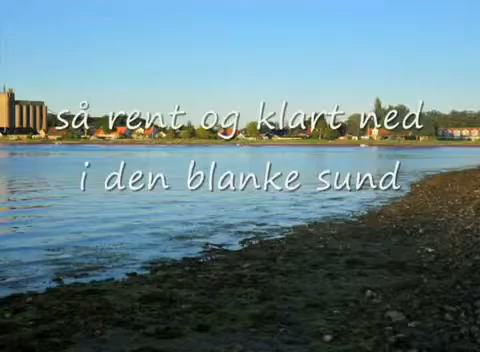 så rent og klart ned
i den blanke sund